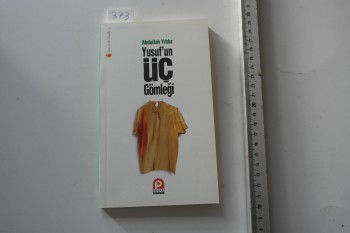 373
Abdullah Yıldız
Yusuf'un
üç
Gömleği